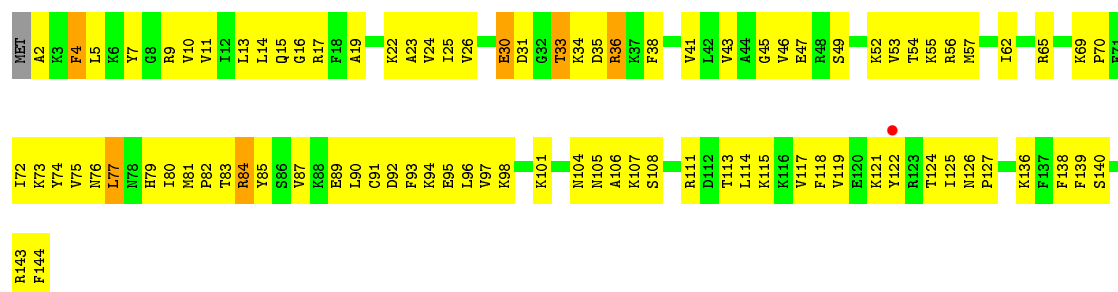 MET A2 K3 F4 L5 K6 Y7 G8 R9 V10 V11 I12 L13 L14 Q15 G16 R17 F18 A19 K22 A23 V24 I25 V26 E30 D31 G32 T33 K34 D35 R36 K37 F38 V41 L42 V43 A44 G45 V46 E47 R48 S49 K52 V53 T54 K55 R56 M57 I62 R65 K69 P70 F71
I72 K73 Y74 V75 N76 L77 N78 H79 I80 M81 P82 T83 R84 Y85 S86 V87 K88 E89 L90 C91 D92 F93 K94 E95 L96 V97 K98 K101 N104 N105 A106 K107 S108 R111 D112 T113 L114 K115 K116 V117 F118 V119 E120 K121 Y122 R123 T124 I125 N126 P127 K136 F137 F138 F139 S140
R143 F144